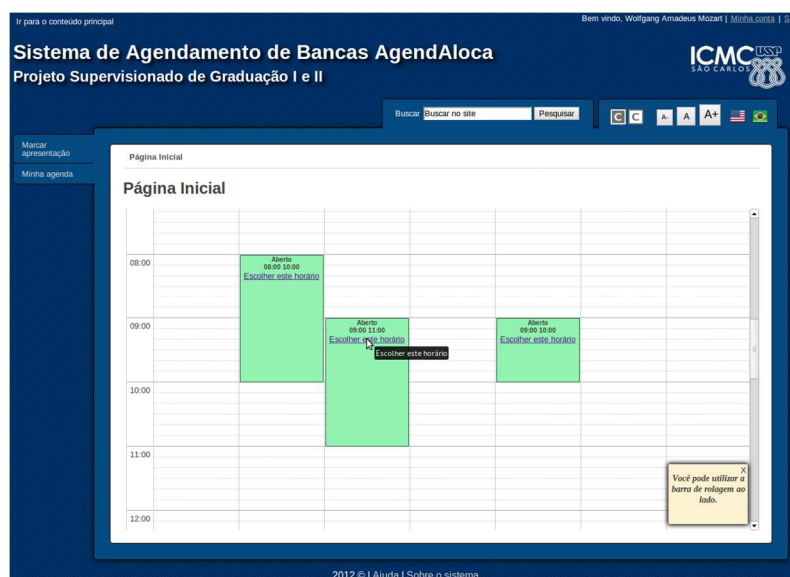 Ir para o conteúdo principal
Bem vindo, Wolfgang Amadeus Mozart | Minha conta | S
Sistema de Agendamento de Bancas AgendAloca
Projeto Supervisionado de Graduação I e II
ICMC USP
SÃO CARLOS
Buscar Buscar no site Pesquisar
C C A- A A+
Marcar
apresentação
Minha agenda
Página Inicial
Página Inicial
08:00
Aberto
08:00 10:00
Escolher este horário
09:00
Aberto
09:00 11:00
Escolher este horário
Escolher este horário
Aberto
09:00 10:00
Escolher este horário
10:00
11:00
X
Você pode utilizar a
barra de rolagem ao
lado.
12:00
2012 © | Ajuda | Sobre o sistema